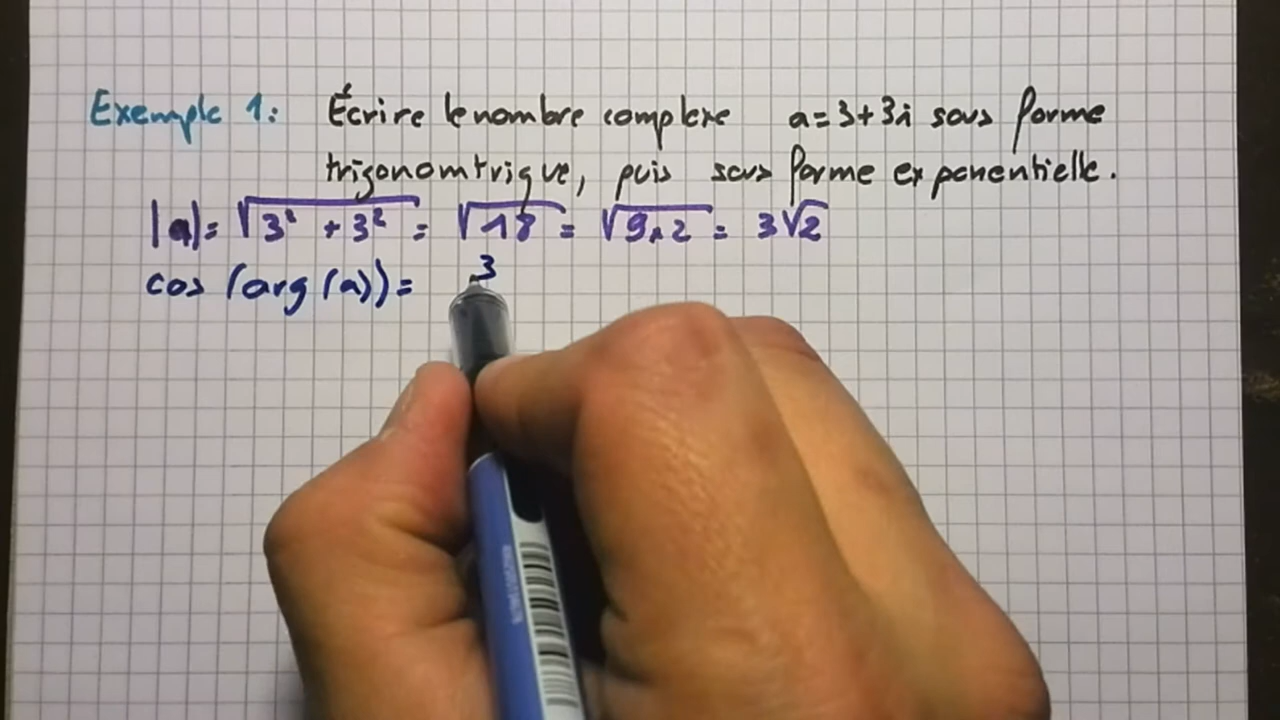 Exemple 1: Écrire le nombre complexe a=3+3i sous forme
trigonomtrique, puis sous forme exponentielle.
|a|= √3² + 3² = √18 = √9×2 = 3√2
cos (arg (a)) = 3